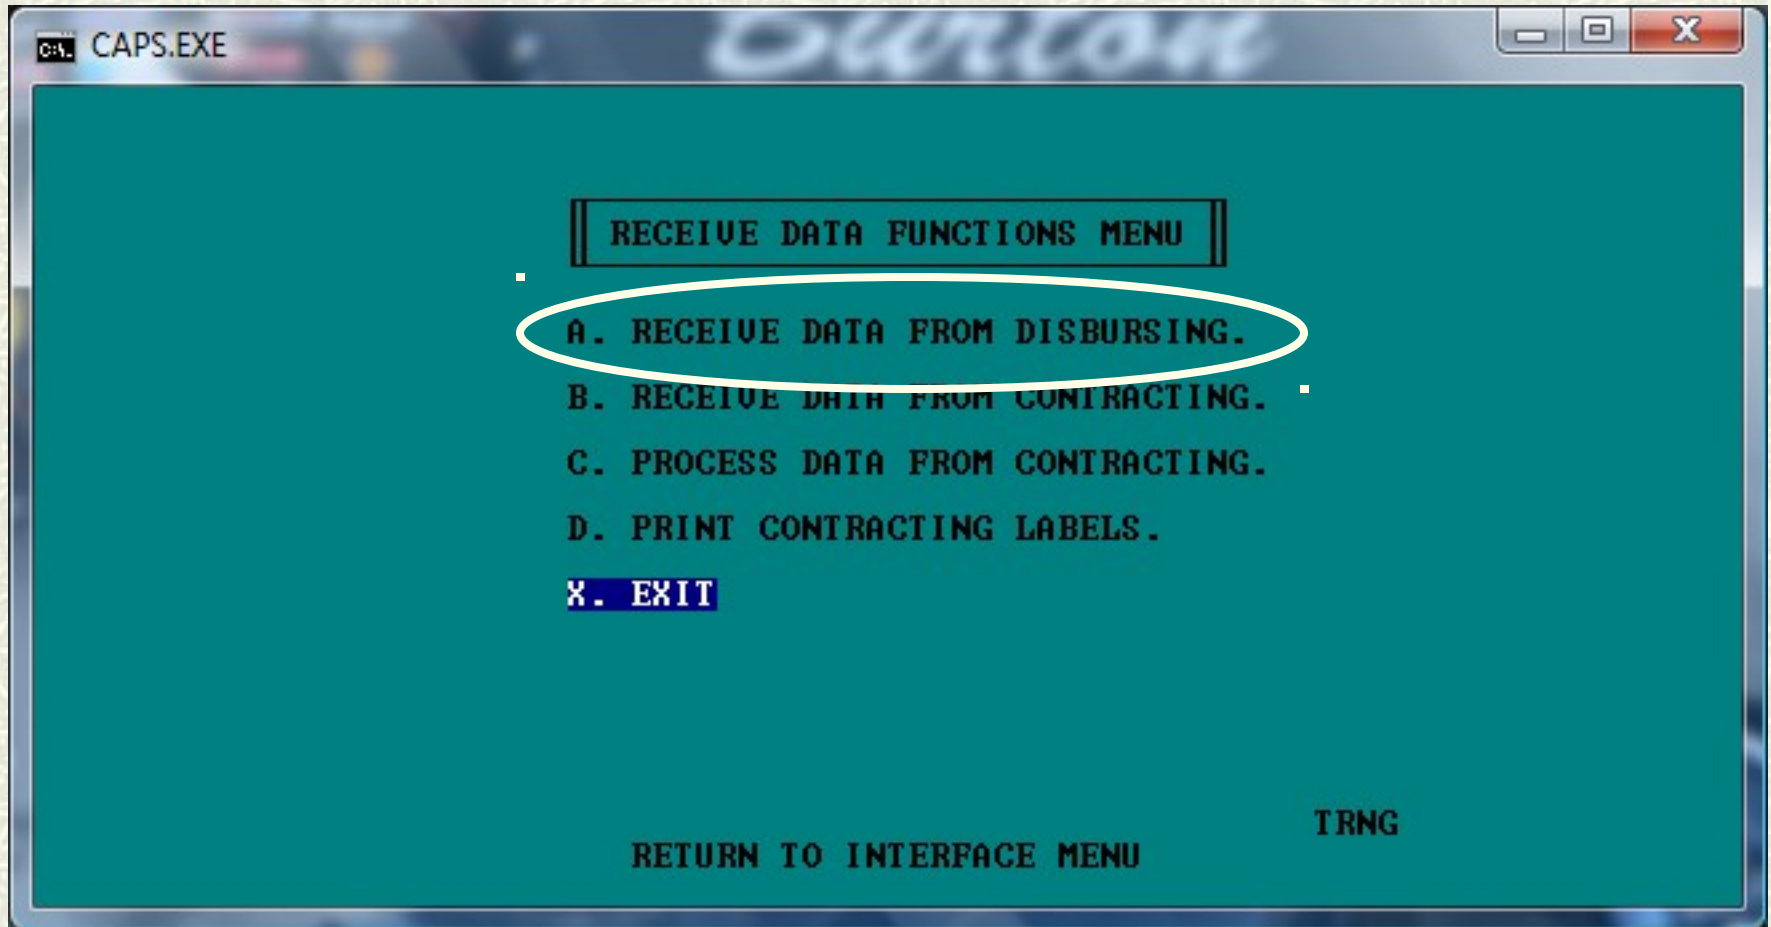 Burton
CAPS.EXE
RECEIVE DATA FUNCTIONS MENU
A. RECEIVE DATA FROM DISBURSING.
B. RECEIVE DATA FROM CONTRACTING.
C. PROCESS DATA FROM CONTRACTING.
D. PRINT CONTRACTING LABELS.
X. EXIT
TRNG
RETURN TO INTERFACE MENU